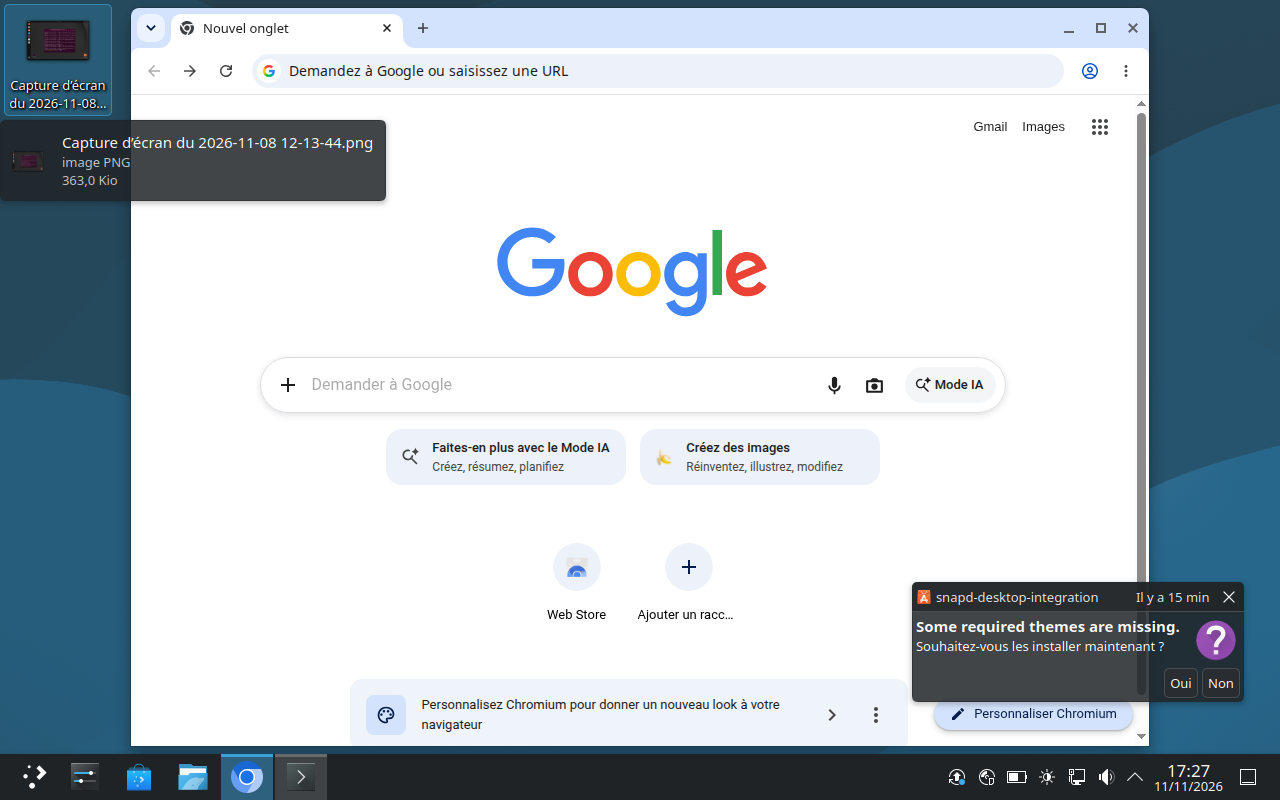 Capture d'écran
du 2026-11-08...
Capture d'écran du 2026-11-08 12-13-44.png
image PNG
363,0 Kio
Nouvel onglet
Demandez à Google ou saisissez une URL
Gmail Images
Google
Demander à Google
Mode IA
Faites-en plus avec le Mode IA
Créez, résumez, planifiez
Créez des images
Réinventez, illustrez, modifiez
Web Store
Ajouter un racc...
snapd-desktop-integration Il y a 15 min
Some required themes are missing.
Souhaitez-vous les installer maintenant ?
Oui Non
Personnalisez Chromium pour donner un nouveau look à votre
navigateur
Personnaliser Chromium
17:27
11/11/2026